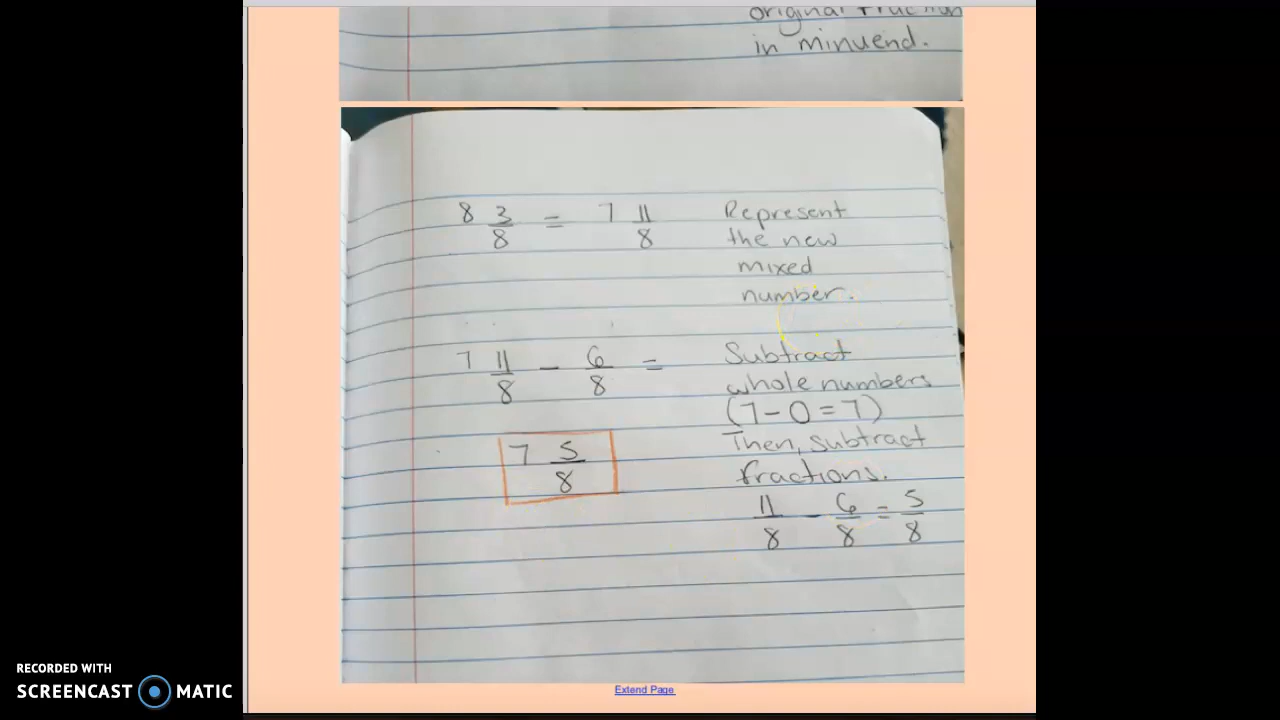 original fraction
in minuend.
8 3/8 = 7 11/8
Represent
the new
mixed
number.
7 11/8 - 6/8 =
7 5/8
Subtract
whole numbers
(7-0=7)
Then, subtract
fractions.
11/8 - 6/8 = 5/8
Extend Page
RECORDED WITH
SCREENCAST MATIC